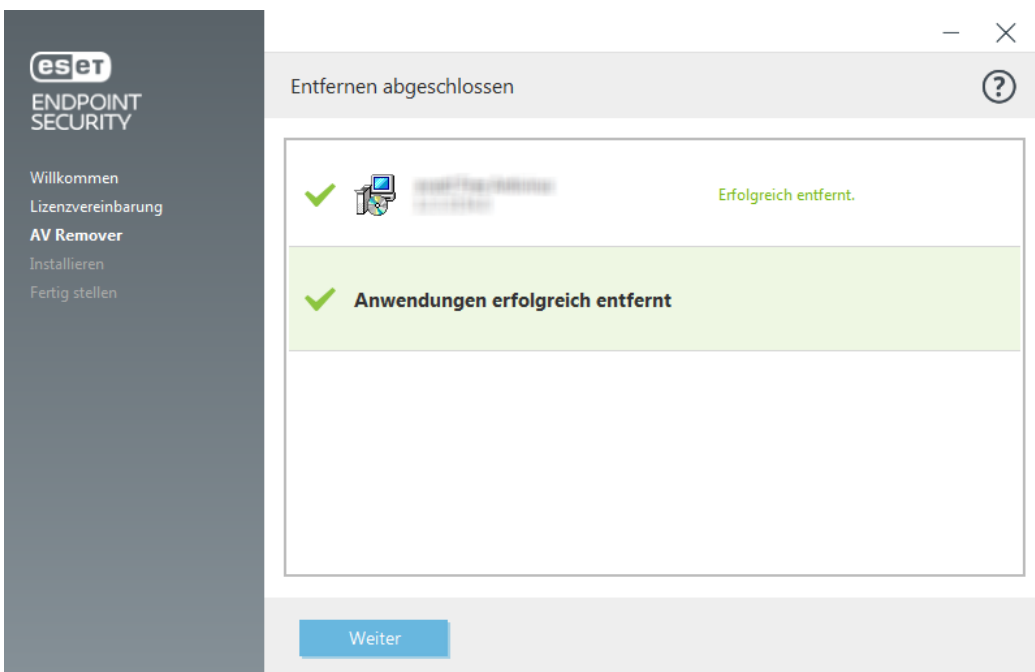 eseT
ENDPOINT
SECURITY
Willkommen
Lizenzvereinbarung
AV Remover
Installieren
Fertig stellen
Entfernen abgeschlossen
?
Erfolgreich entfernt.
Anwendungen erfolgreich entfernt
Weiter